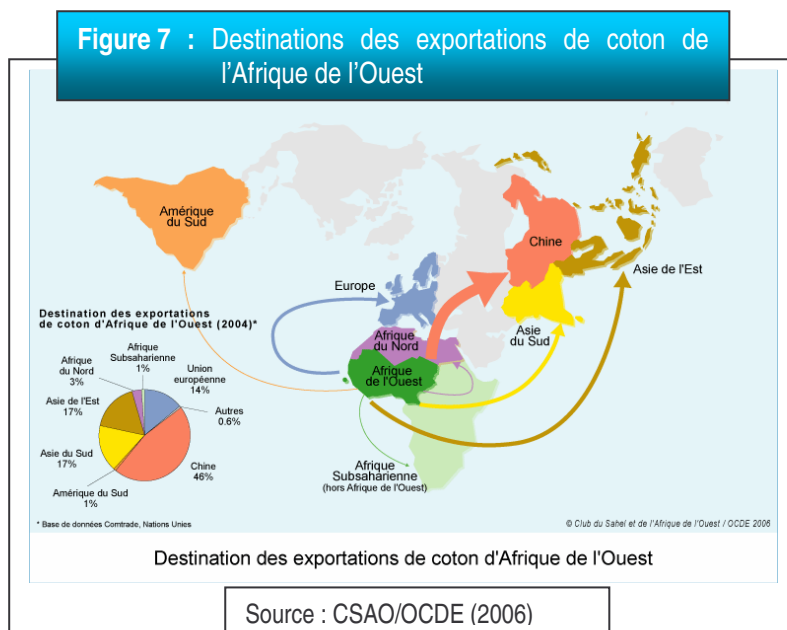 Figure 7 : Destinations des exportations de coton de
l'Afrique de l'Ouest
Amérique
du Sud
Chine
Europe
Asie de l'Est
Asie
du Sud
Afrique
du Nord
Afrique
de l'Ouest
Afrique
Subsaharienne
(hors Afrique de l'Ouest)
Destination des exportations
de coton d'Afrique de l'Ouest (2004)*
Afrique
Subsaharienne
1%
Afrique
du Nord
3%
Union
européenne
14%
Asie de l'Est
17%
Autres
0.6%
Asie du Sud
17%
Chine
46%
Amérique du Sud
1%
* Base de données Comtrade, Nations Unies
© Club du Sahel et de l'Afrique de l'Ouest / OCDE 2006
Destination des exportations de coton d'Afrique de l'Ouest
Source : CSAO/OCDE (2006)